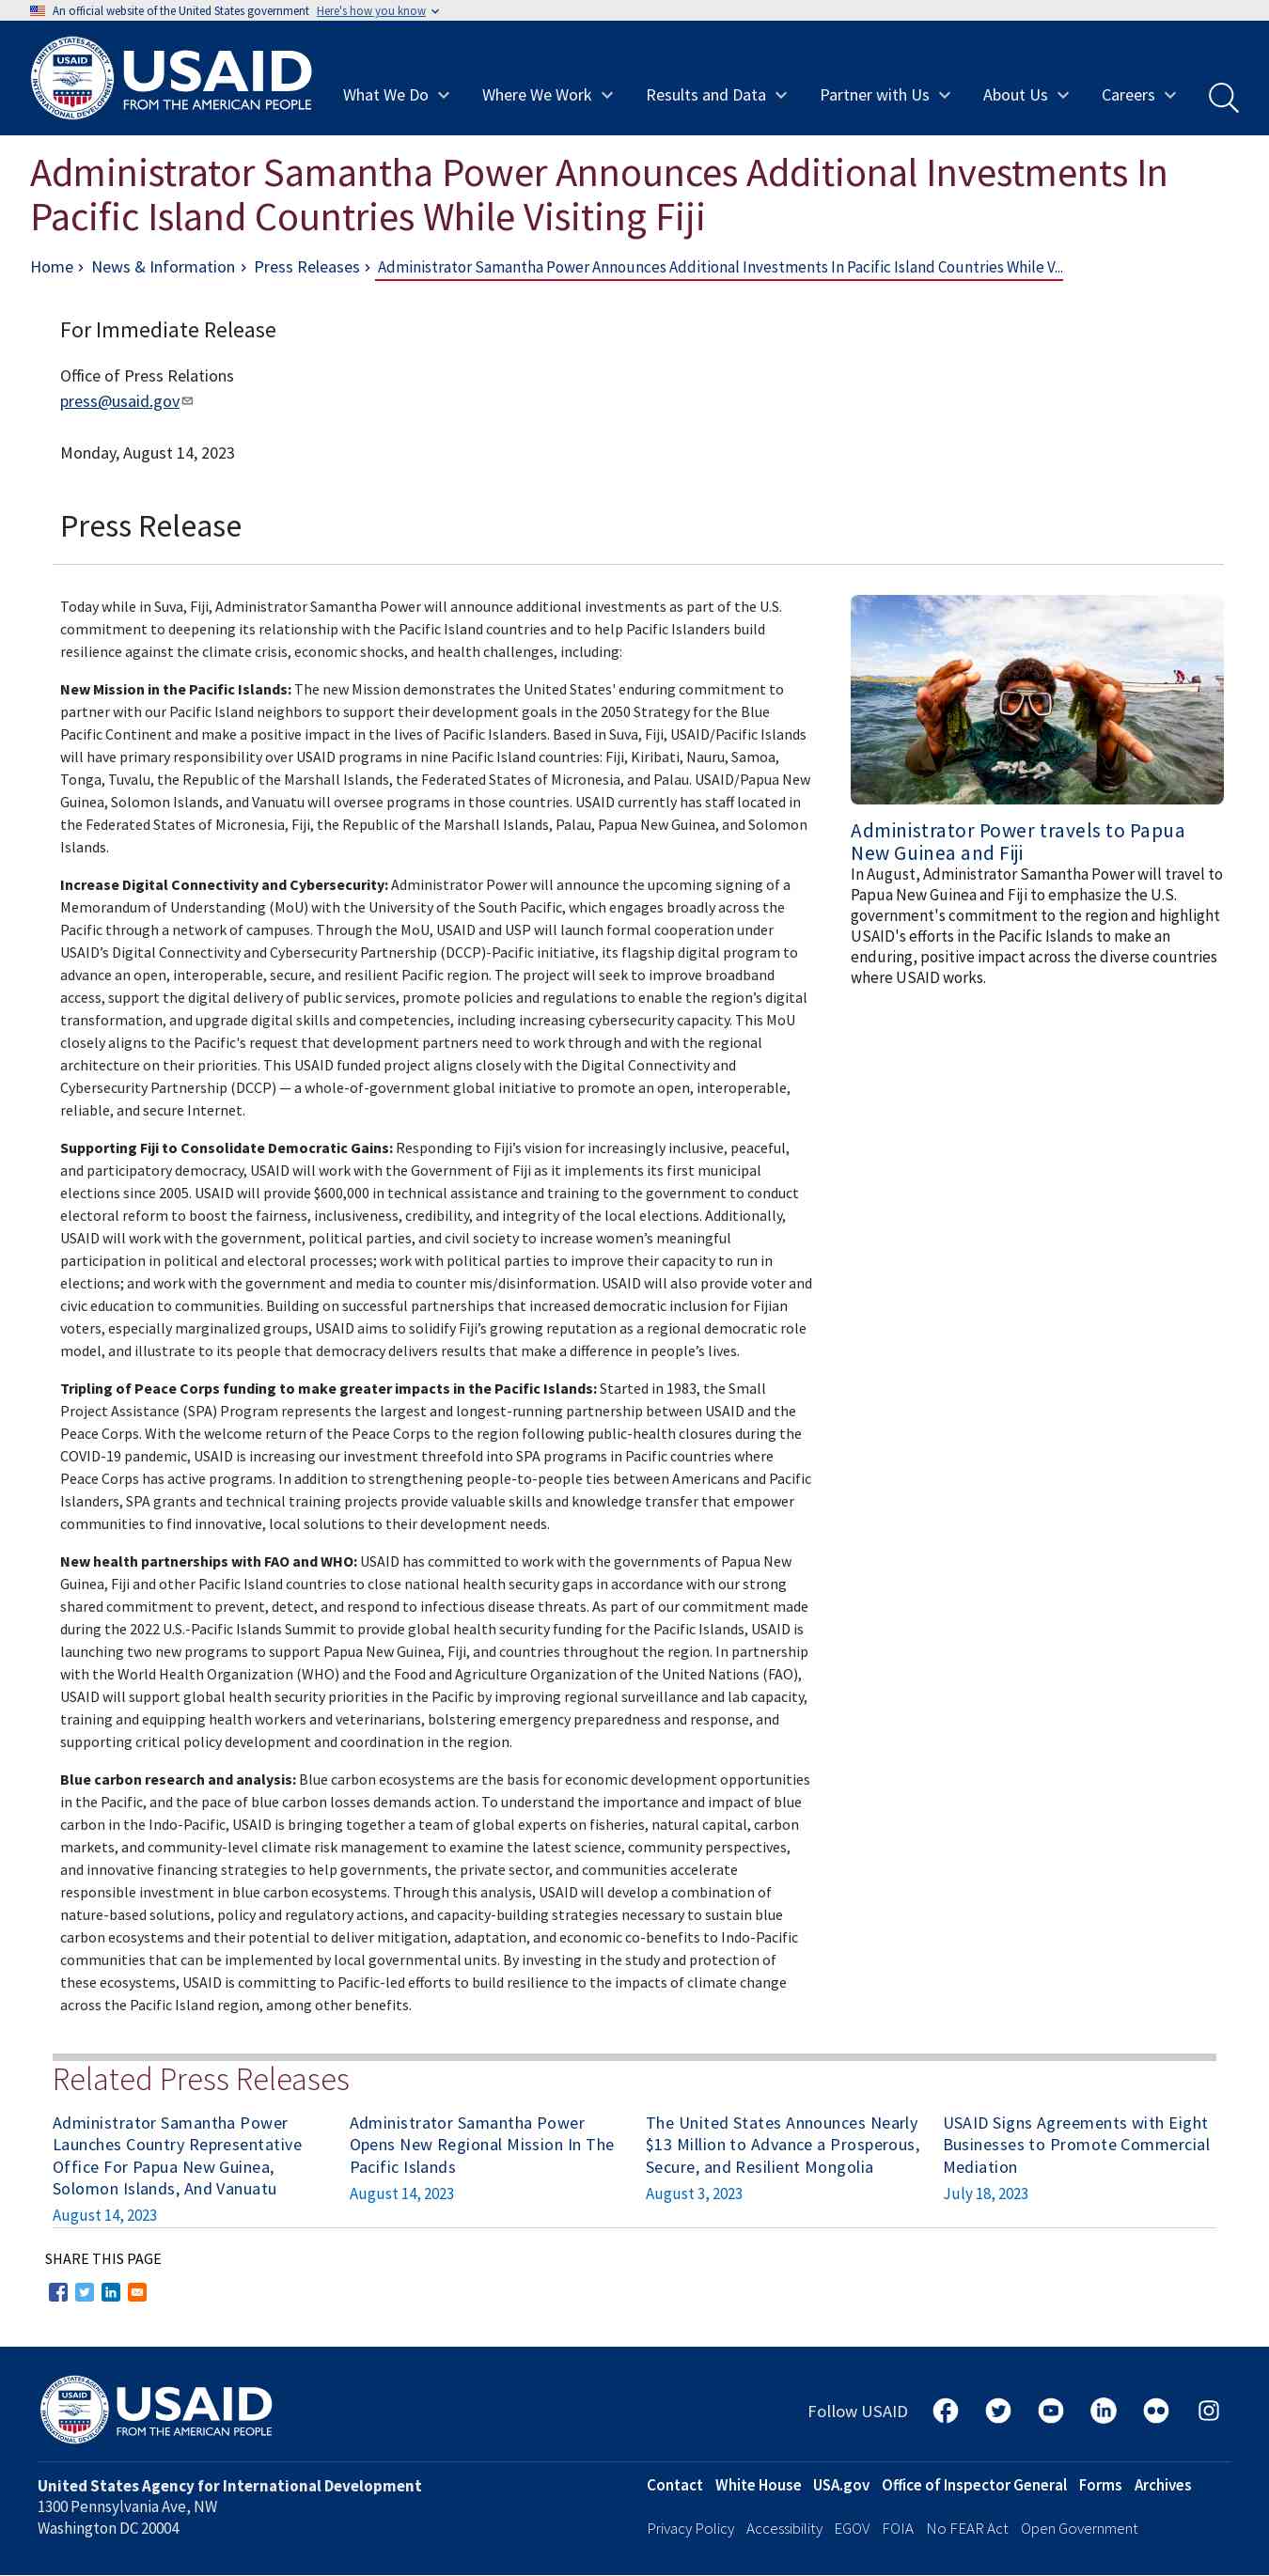 An official website of the United States government Here's how you know
UNITED STATES AGENCY
USAID
INTERNATIONAL DEVELOPMENT
USAID
FROM THE AMERICAN PEOPLE
What We Do
Where We Work
Results and Data
Partner with Us
About Us
Careers
Administrator Samantha Power Announces Additional Investments In
Pacific Island Countries While Visiting Fiji
Home › News & Information › Press Releases › Administrator Samantha Power Announces Additional Investments In Pacific Island Countries While V...
For Immediate Release
Office of Press Relations
press@usaid.gov
Monday, August 14, 2023
Press Release
Today while in Suva, Fiji, Administrator Samantha Power will announce additional investments as part of the U.S.
commitment to deepening its relationship with the Pacific Island countries and to help Pacific Islanders build
resilience against the climate crisis, economic shocks, and health challenges, including:
New Mission in the Pacific Islands: The new Mission demonstrates the United States' enduring commitment to
partner with our Pacific Island neighbors to support their development goals in the 2050 Strategy for the Blue
Pacific Continent and make a positive impact in the lives of Pacific Islanders. Based in Suva, Fiji, USAID/Pacific Islands
will have primary responsibility over USAID programs in nine Pacific Island countries: Fiji, Kiribati, Nauru, Samoa,
Tonga, Tuvalu, the Republic of the Marshall Islands, the Federated States of Micronesia, and Palau. USAID/Papua New
Guinea, Solomon Islands, and Vanuatu will oversee programs in those countries. USAID currently has staff located in
the Federated States of Micronesia, Fiji, the Republic of the Marshall Islands, Palau, Papua New Guinea, and Solomon
Islands.
Increase Digital Connectivity and Cybersecurity: Administrator Power will announce the upcoming signing of a
Memorandum of Understanding (MoU) with the University of the South Pacific, which engages broadly across the
Pacific through a network of campuses. Through the MoU, USAID and USP will launch formal cooperation under
USAID’s Digital Connectivity and Cybersecurity Partnership (DCCP)-Pacific initiative, its flagship digital program to
advance an open, interoperable, secure, and resilient Pacific region. The project will seek to improve broadband
access, support the digital delivery of public services, promote policies and regulations to enable the region’s digital
transformation, and upgrade digital skills and competencies, including increasing cybersecurity capacity. This MoU
closely aligns to the Pacific's request that development partners need to work through and with the regional
architecture on their priorities. This USAID funded project aligns closely with the Digital Connectivity and
Cybersecurity Partnership (DCCP) — a whole-of-government global initiative to promote an open, interoperable,
reliable, and secure Internet.
Supporting Fiji to Consolidate Democratic Gains: Responding to Fiji’s vision for increasingly inclusive, peaceful,
and participatory democracy, USAID will work with the Government of Fiji as it implements its first municipal
elections since 2005. USAID will provide $600,000 in technical assistance and training to the government to conduct
electoral reform to boost the fairness, inclusiveness, credibility, and integrity of the local elections. Additionally,
USAID will work with the government, political parties, and civil society to increase women’s meaningful
participation in political and electoral processes; work with political parties to improve their capacity to run in
elections; and work with the government and media to counter mis/disinformation. USAID will also provide voter and
civic education to communities. Building on successful partnerships that increased democratic inclusion for Fijian
voters, especially marginalized groups, USAID aims to solidify Fiji’s growing reputation as a regional democratic role
model, and illustrate to its people that democracy delivers results that make a difference in people’s lives.
Tripling of Peace Corps funding to make greater impacts in the Pacific Islands: Started in 1983, the Small
Project Assistance (SPA) Program represents the largest and longest-running partnership between USAID and the
Peace Corps. With the welcome return of the Peace Corps to the region following public-health closures during the
COVID-19 pandemic, USAID is increasing our investment threefold into SPA programs in Pacific countries where
Peace Corps has active programs. In addition to strengthening people-to-people ties between Americans and Pacific
Islanders, SPA grants and technical training projects provide valuable skills and knowledge transfer that empower
communities to find innovative, local solutions to their development needs.
New health partnerships with FAO and WHO: USAID has committed to work with the governments of Papua New
Guinea, Fiji and other Pacific Island countries to close national health security gaps in accordance with our strong
shared commitment to prevent, detect, and respond to infectious disease threats. As part of our commitment made
during the 2022 U.S.-Pacific Islands Summit to provide global health security funding for the Pacific Islands, USAID is
launching two new programs to support Papua New Guinea, Fiji, and countries throughout the region. In partnership
with the World Health Organization (WHO) and the Food and Agriculture Organization of the United Nations (FAO),
USAID will support global health security priorities in the Pacific by improving regional surveillance and lab capacity,
training and equipping health workers and veterinarians, bolstering emergency preparedness and response, and
supporting critical policy development and coordination in the region.
Blue carbon research and analysis: Blue carbon ecosystems are the basis for economic development opportunities
in the Pacific, and the pace of blue carbon losses demands action. To understand the importance and impact of blue
carbon in the Indo-Pacific, USAID is bringing together a team of global experts on fisheries, natural capital, carbon
markets, and community-level climate risk management to examine the latest science, community perspectives,
and innovative financing strategies to help governments, the private sector, and communities accelerate
responsible investment in blue carbon ecosystems. Through this analysis, USAID will develop a combination of
nature-based solutions, policy and regulatory actions, and capacity-building strategies necessary to sustain blue
carbon ecosystems and their potential to deliver mitigation, adaptation, and economic co-benefits to Indo-Pacific
communities that can be implemented by local governmental units. By investing in the study and protection of
these ecosystems, USAID is committing to Pacific-led efforts to build resilience to the impacts of climate change
across the Pacific Island region, among other benefits.
FILA
Administrator Power travels to Papua
New Guinea and Fiji
In August, Administrator Samantha Power will travel to
Papua New Guinea and Fiji to emphasize the U.S.
government's commitment to the region and highlight
USAID's efforts in the Pacific Islands to make an
enduring, positive impact across the diverse countries
where USAID works.
Related Press Releases
Administrator Samantha Power
Launches Country Representative
Office For Papua New Guinea,
Solomon Islands, And Vanuatu
August 14, 2023
Administrator Samantha Power
Opens New Regional Mission In The
Pacific Islands
August 14, 2023
The United States Announces Nearly
$13 Million to Advance a Prosperous,
Secure, and Resilient Mongolia
August 3, 2023
USAID Signs Agreements with Eight
Businesses to Promote Commercial
Mediation
July 18, 2023
SHARE THIS PAGE
UNITED STATES AGENCY
USAID
INTERNATIONAL DEVELOPMENT
USAID
FROM THE AMERICAN PEOPLE
Follow USAID
United States Agency for International Development
1300 Pennsylvania Ave, NW
Washington DC 20004
Contact White House USA.gov Office of Inspector General Forms Archives
Privacy Policy Accessibility EGOV FOIA No FEAR Act Open Government